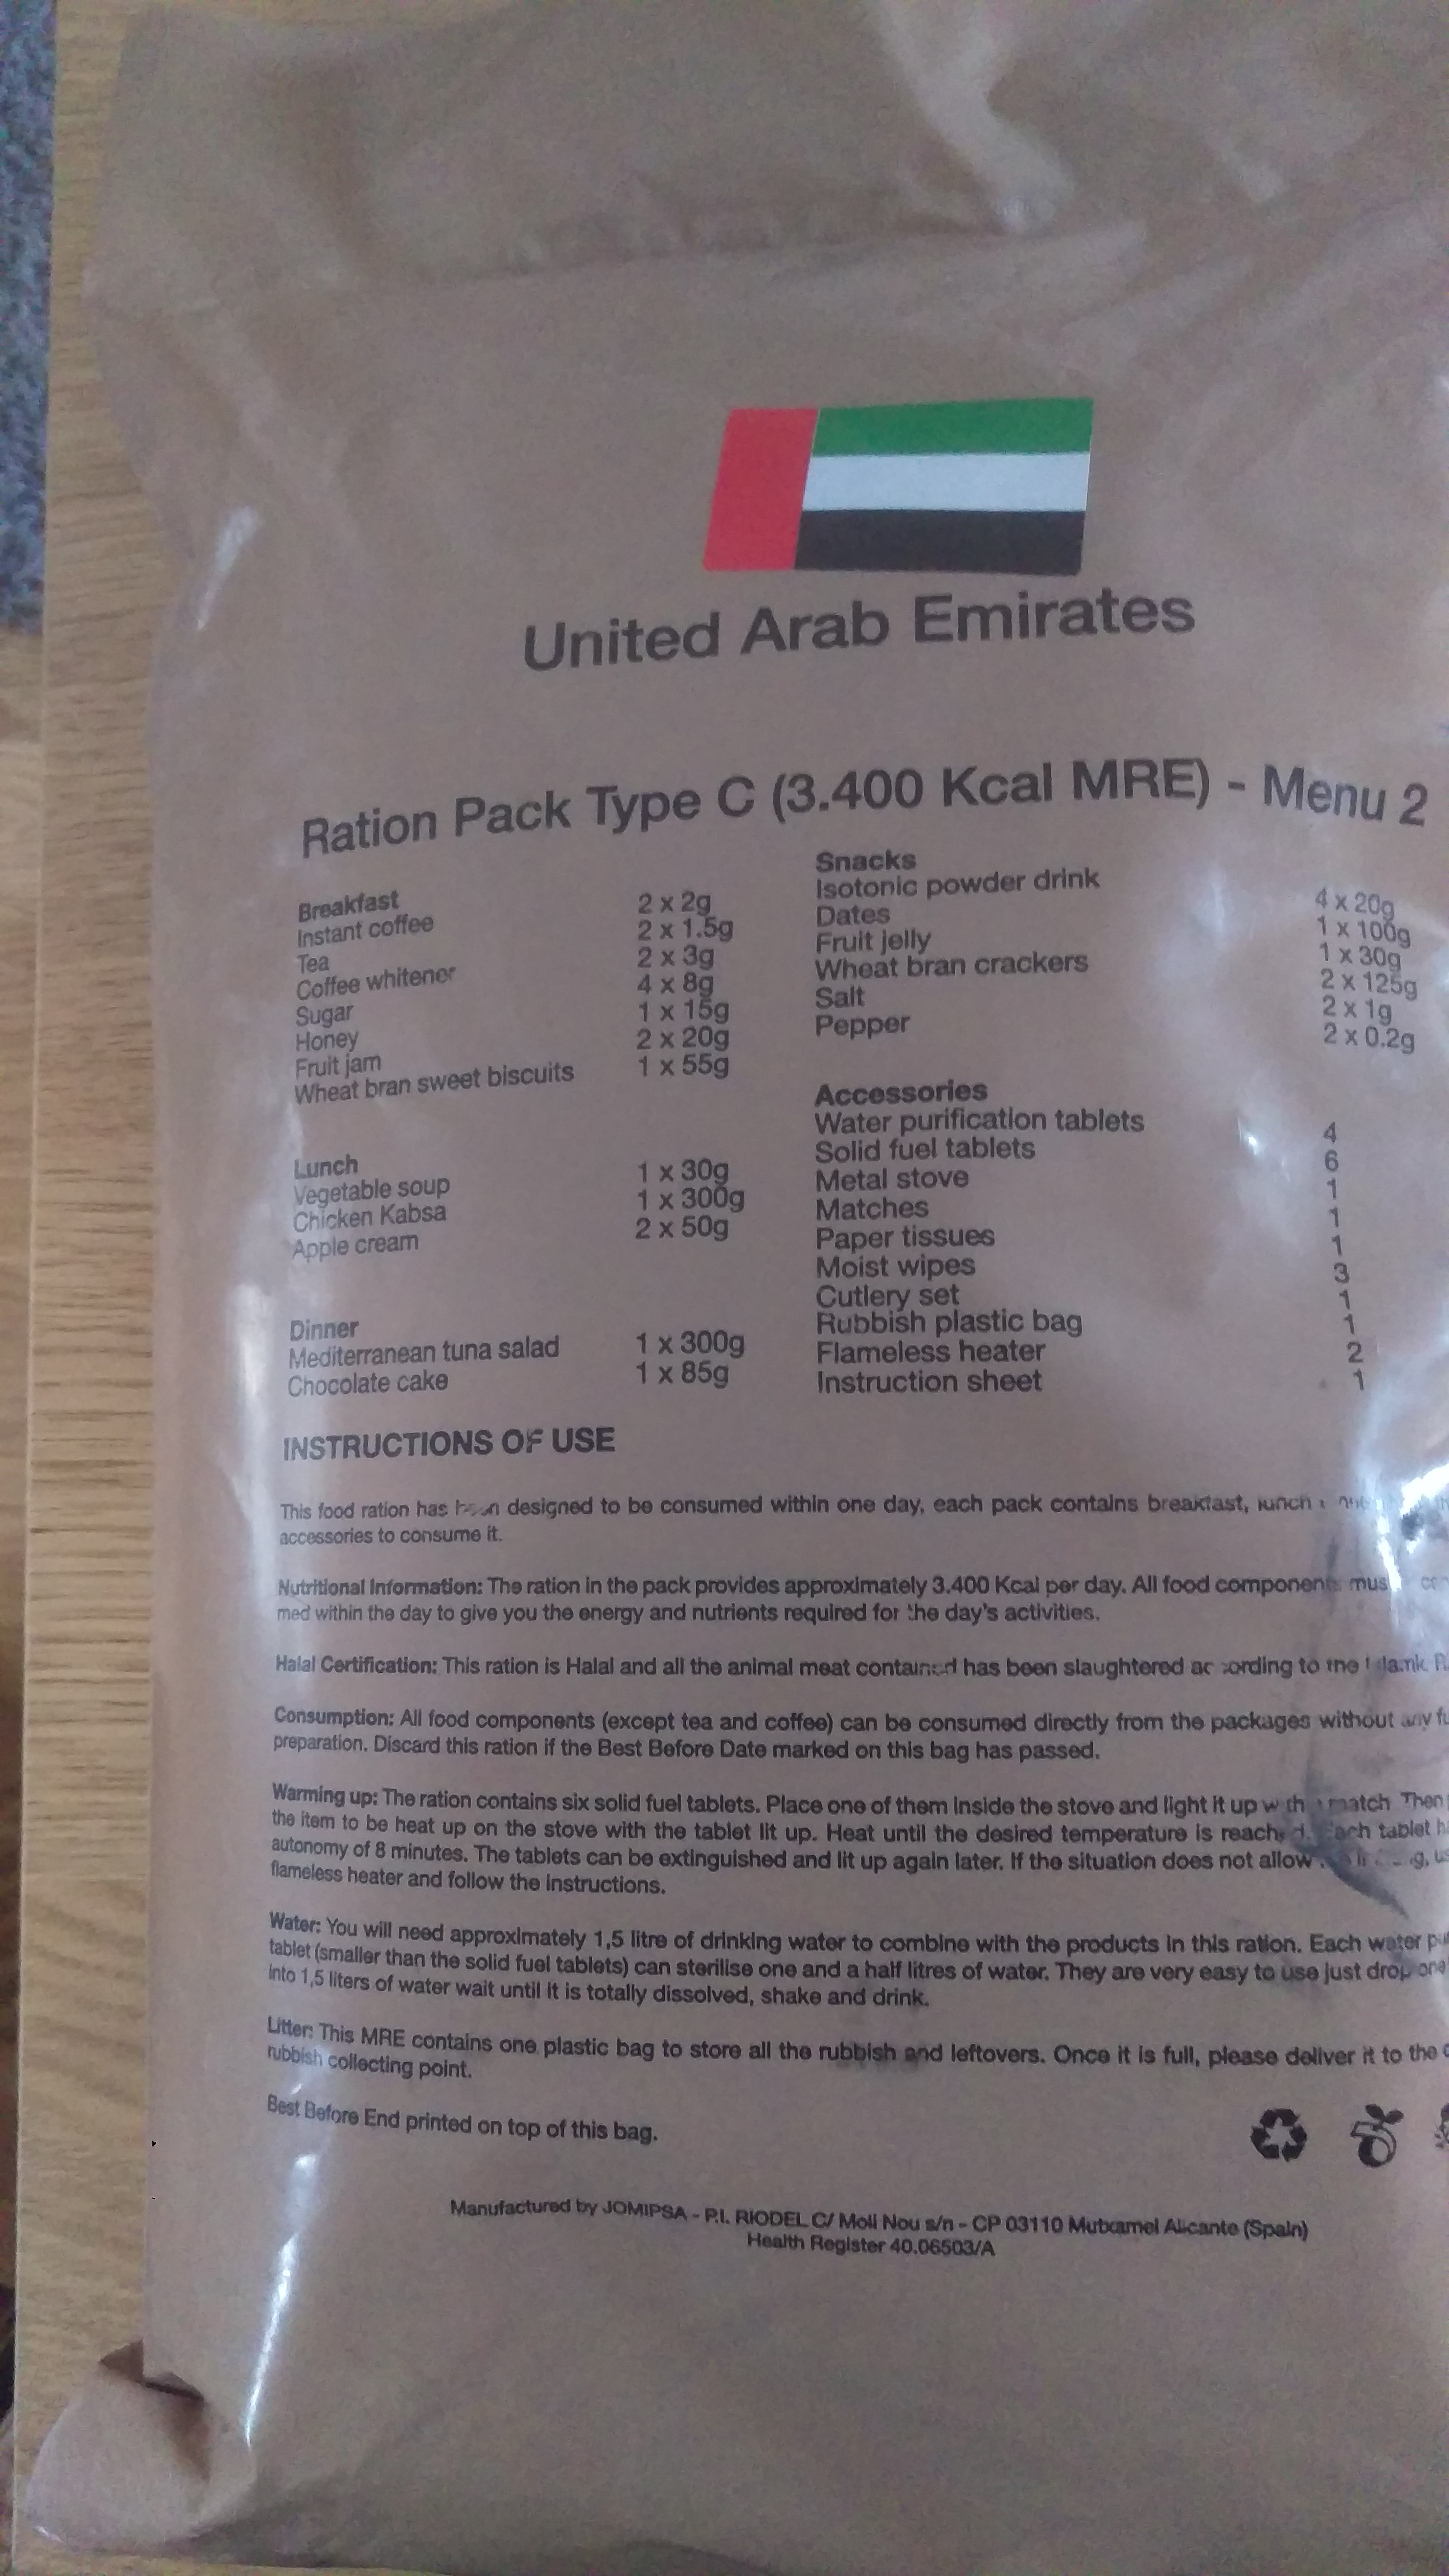 United Arab Emirates
Ration Pack Type C (3.400 Kcal MRE) - Menu 2
Breakfast
Instant coffee 2 x 2g
Tea 2 x 1.5g
Coffee whitener 2 x 3g
Sugar 4 x 8g
Honey 1 x 15g
Fruit jam 2 x 20g
Wheat bran sweet biscuits 1 x 55g
Lunch
Vegetable soup 1 x 30g
Chicken Kabsa 1 x 300g
Apple cream 2 x 50g
Dinner
Mediterranean tuna salad 1 x 300g
Chocolate cake 1 x 85g
Snacks
Isotonic powder drink 4 x 20g
Dates 1 x 100g
Fruit jelly 1 x 30g
Wheat bran crackers 2 x 125g
Salt 2 x 1g
Pepper 2 x 0.2g
Accessories
Water purification tablets 4
Solid fuel tablets 6
Metal stove 1
Matches 1
Paper tissues 1
Moist wipes 3
Cutlery set 1
Rubbish plastic bag 1
Flameless heater 2
Instruction sheet 1
INSTRUCTIONS OF USE
This food ration has been designed to be consumed within one day, each pack contains breakfast, lunch
accessories to consume it.
Nutritional Information: The ration in the pack provides approximately 3.400 Kcal per day. All food components must
med within the day to give you the energy and nutrients required for the day's activities.
Halal Certification: This ration is Halal and all the animal meat contained has been slaughtered according to the Islamic
Consumption: All food components (except tea and coffee) can be consumed directly from the packages without any
preparation. Discard this ration if the Best Before Date marked on this bag has passed.
Warming up: The ration contains six solid fuel tablets. Place one of them inside the stove and light it up with match Then
the item to be heat up on the stove with the tablet lit up. Heat until the desired temperature is reached. Each tablet
autonomy of 8 minutes. The tablets can be extinguished and lit up again later. If the situation does not allow
flameless heater and follow the instructions.
Water: You will need approximately 1,5 litre of drinking water to combine with the products in this ration. Each water
tablet (smaller than the solid fuel tablets) can sterilise one and a half litres of water. They are very easy to use just drop one
into 1,5 liters of water wait until it is totally dissolved, shake and drink.
Litter: This MRE contains one plastic bag to store all the rubbish and leftovers. Once it is full, please deliver it to the
rubbish collecting point.
Best Before End printed on top of this bag.
Manufactured by JOMIPSA - P.I. RIODEL C/ Moli Nou s/n - CP 03110 Mutxamel Alicante (Spain)
Health Register 40.06503/A